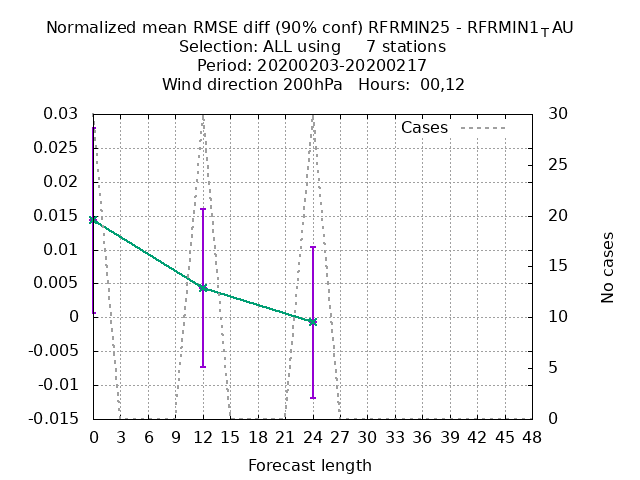 Normalized mean RMSE diff (90% conf) RFRMIN25 - RFRMIN1TAU
Selection: ALL using 7 stations
Period: 20200203-20200217
Wind direction 200hPa Hours: 00,12
Cases
0.03
0.025
0.02
0.015
0.01
0.005
0
-0.005
-0.01
-0.015
30
25
20
15
10
5
0
No cases
0 3 6 9 12 15 18 21 24 27 30 33 36 39 42 45 48
Forecast length